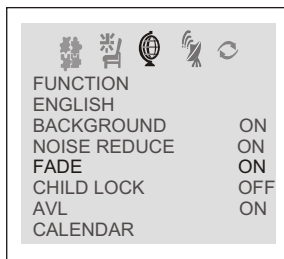 FUNCTION
ENGLISH
BACKGROUND ON
NOISE REDUCE ON
FADE ON
CHILD LOCK OFF
AVL ON
CALENDAR